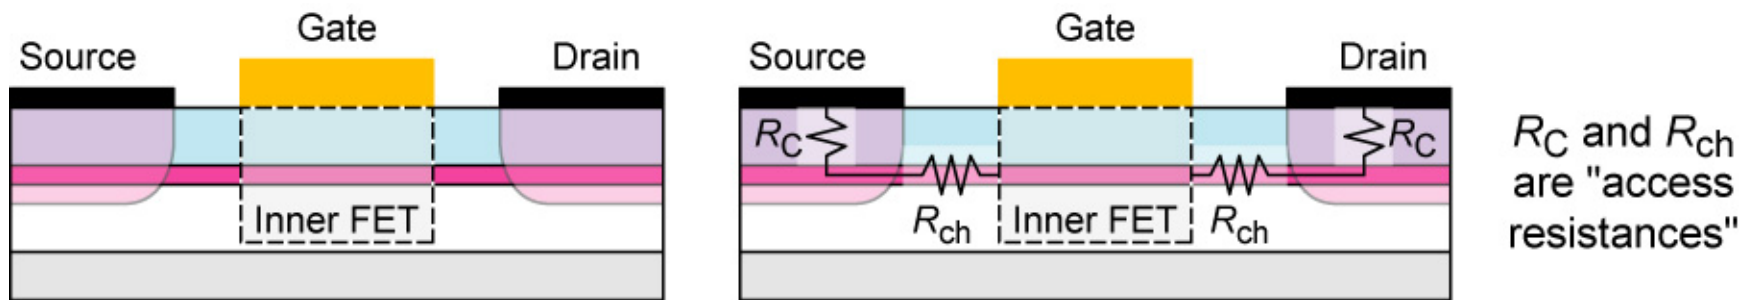 Source
Gate
Drain
Inner FET
Source
Gate
Drain
RC
RC
Rch
Inner FET
Rch
RC and Rch
are "access
resistances"